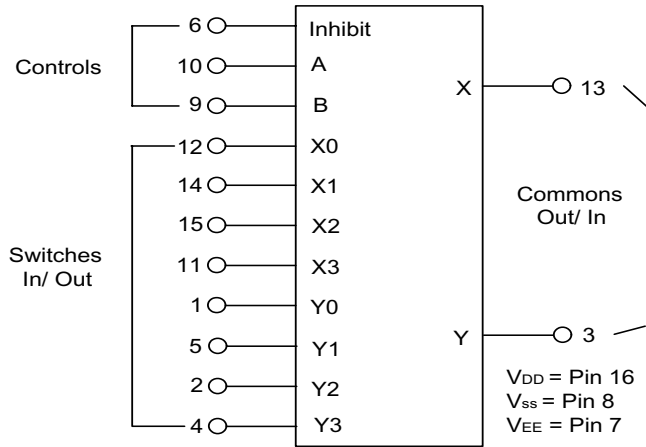 6 Inhibit
Controls
10 A
X 13
9 B
12 X0
14 X1
Commons
Out/ In
15 X2
Switches
In/ Out
11 X3
1 Y0
5 Y1
Y 3
2 Y2
4 Y3
VDD = Pin 16
Vss = Pin 8
VEE = Pin 7